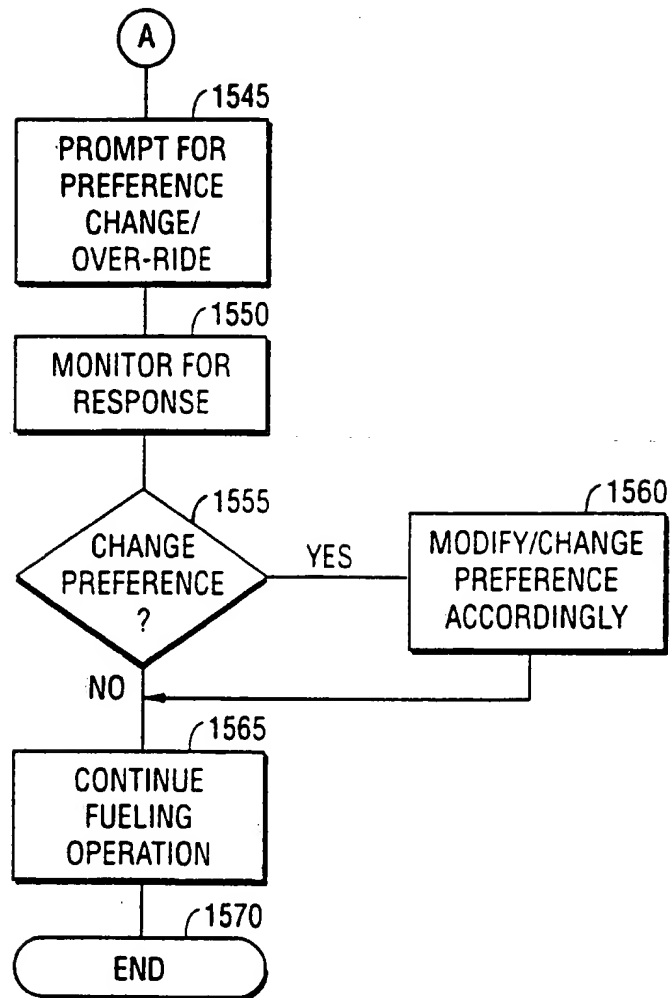 A
1545
PROMPT FOR
PREFERENCE
CHANGE/
OVER-RIDE
1550
MONITOR FOR
RESPONSE
1555
CHANGE
PREFERENCE
?
YES
1560
MODIFY/CHANGE
PREFERENCE
ACCORDINGLY
NO
1565
CONTINUE
FUELING
OPERATION
1570
END